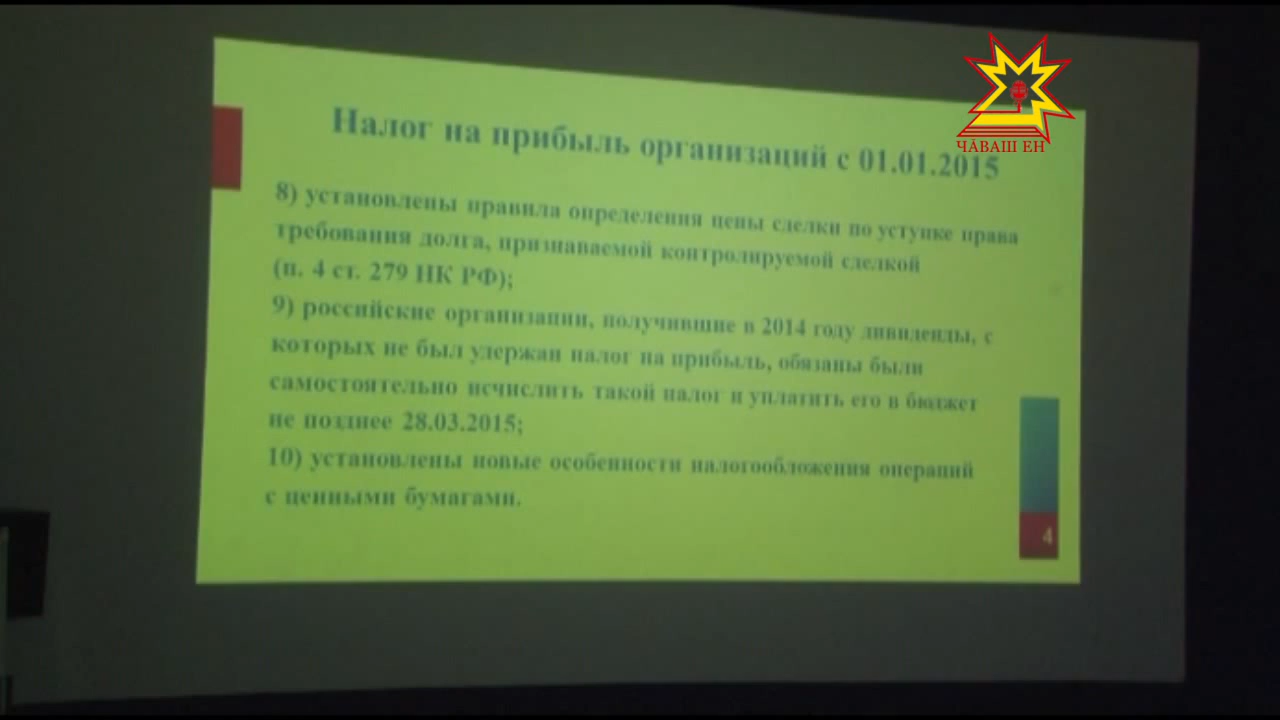 ЧӐВАШ ЕН
Налог на прибыль организаций с 01.01.2015
8) установлены правила определения цены сделки по уступке права
требования долга, признаваемой контролируемой сделкой
(п. 4 ст. 279 НК РФ);
9) российские организации, получившие в 2014 году дивиденды, с
которых не был удержан налог на прибыль, обязаны были
самостоятельно исчислить такой налог и уплатить его в бюджет
не позднее 28.03.2015;
10) установлены новые особенности налогообложения операций
с ценными бумагами.
4